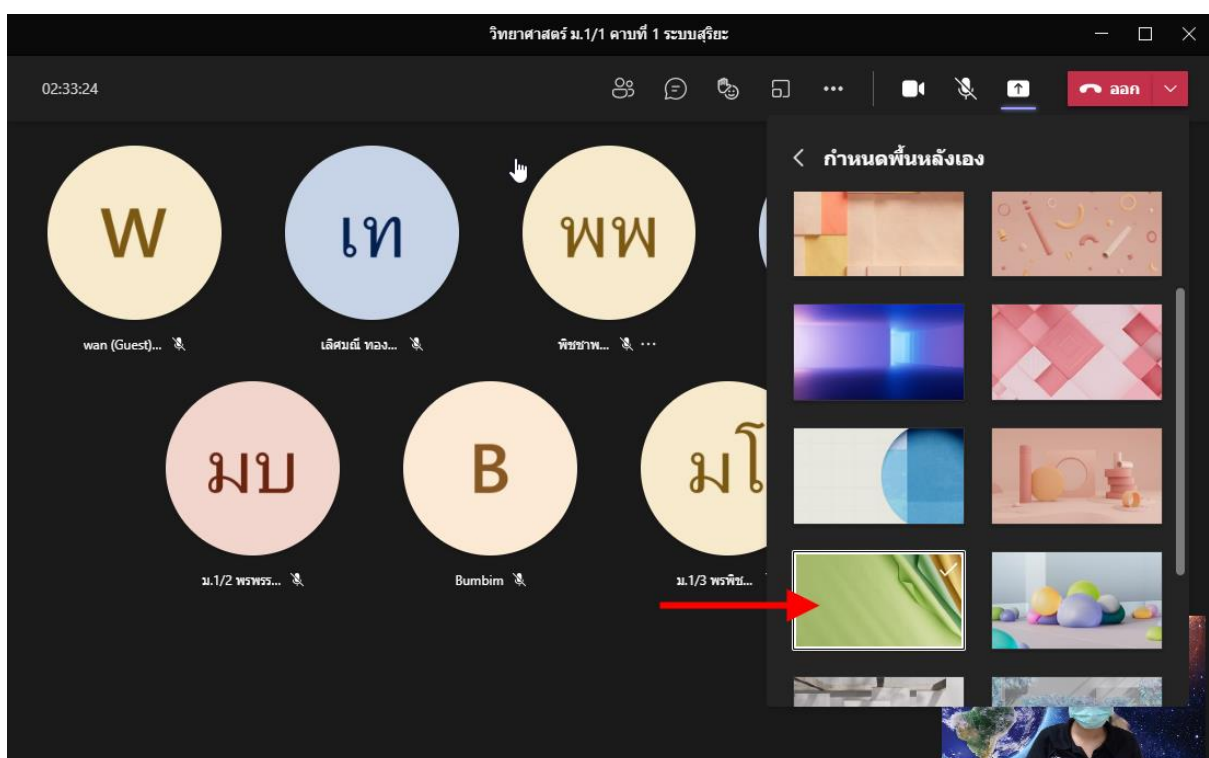 วิทยาศาสตร์ ม.1/1 คาบที่ 1 ระบบสุริยะ
02:33:24
ออก
กำหนดพื้นหลังเอง
W
เท
พพ
wan (Guest)...
เลิศมณี ทอง...
พิชชาพ...
มบ
B
มโ
ม.1/2 พรพรร...
Bumbim
ม.1/3 พรพิช...